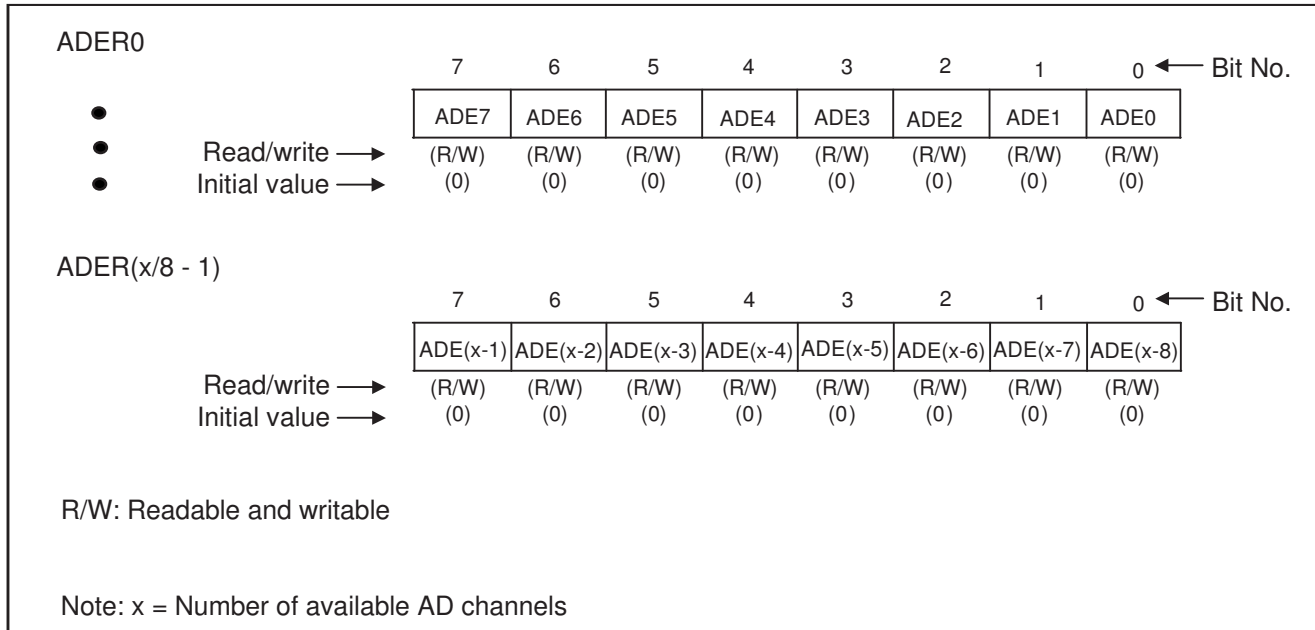 ADER0
7 6 5 4 3 2 1 0 Bit No.
ADE7 ADE6 ADE5 ADE4 ADE3 ADE2 ADE1 ADE0
Read/write (R/W) (R/W) (R/W) (R/W) (R/W) (R/W) (R/W) (R/W)
Initial value (0) (0) (0) (0) (0) (0) (0) (0)
ADER(x/8 - 1)
7 6 5 4 3 2 1 0 Bit No.
ADE(x-1) ADE(x-2) ADE(x-3) ADE(x-4) ADE(x-5) ADE(x-6) ADE(x-7) ADE(x-8)
Read/write (R/W) (R/W) (R/W) (R/W) (R/W) (R/W) (R/W) (R/W)
Initial value (0) (0) (0) (0) (0) (0) (0) (0)
R/W: Readable and writable
Note: x = Number of available AD channels